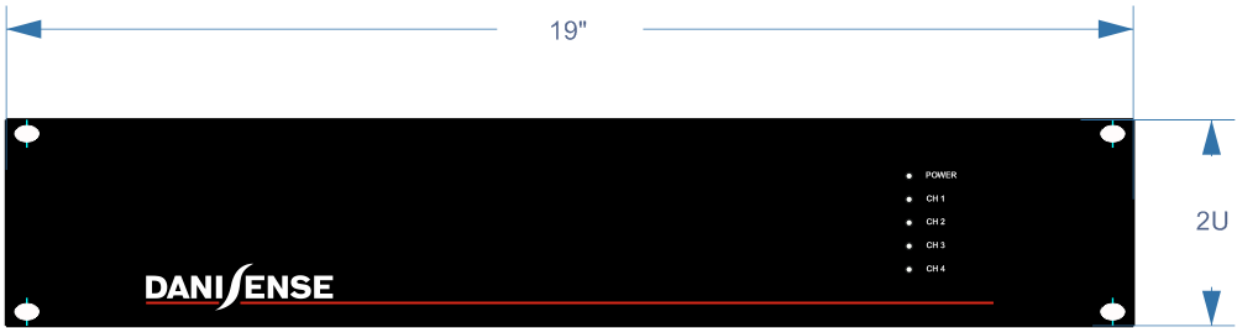 19"
POWER
CH 1
CH 2
2U
CH 3
CH 4
DANISENSE